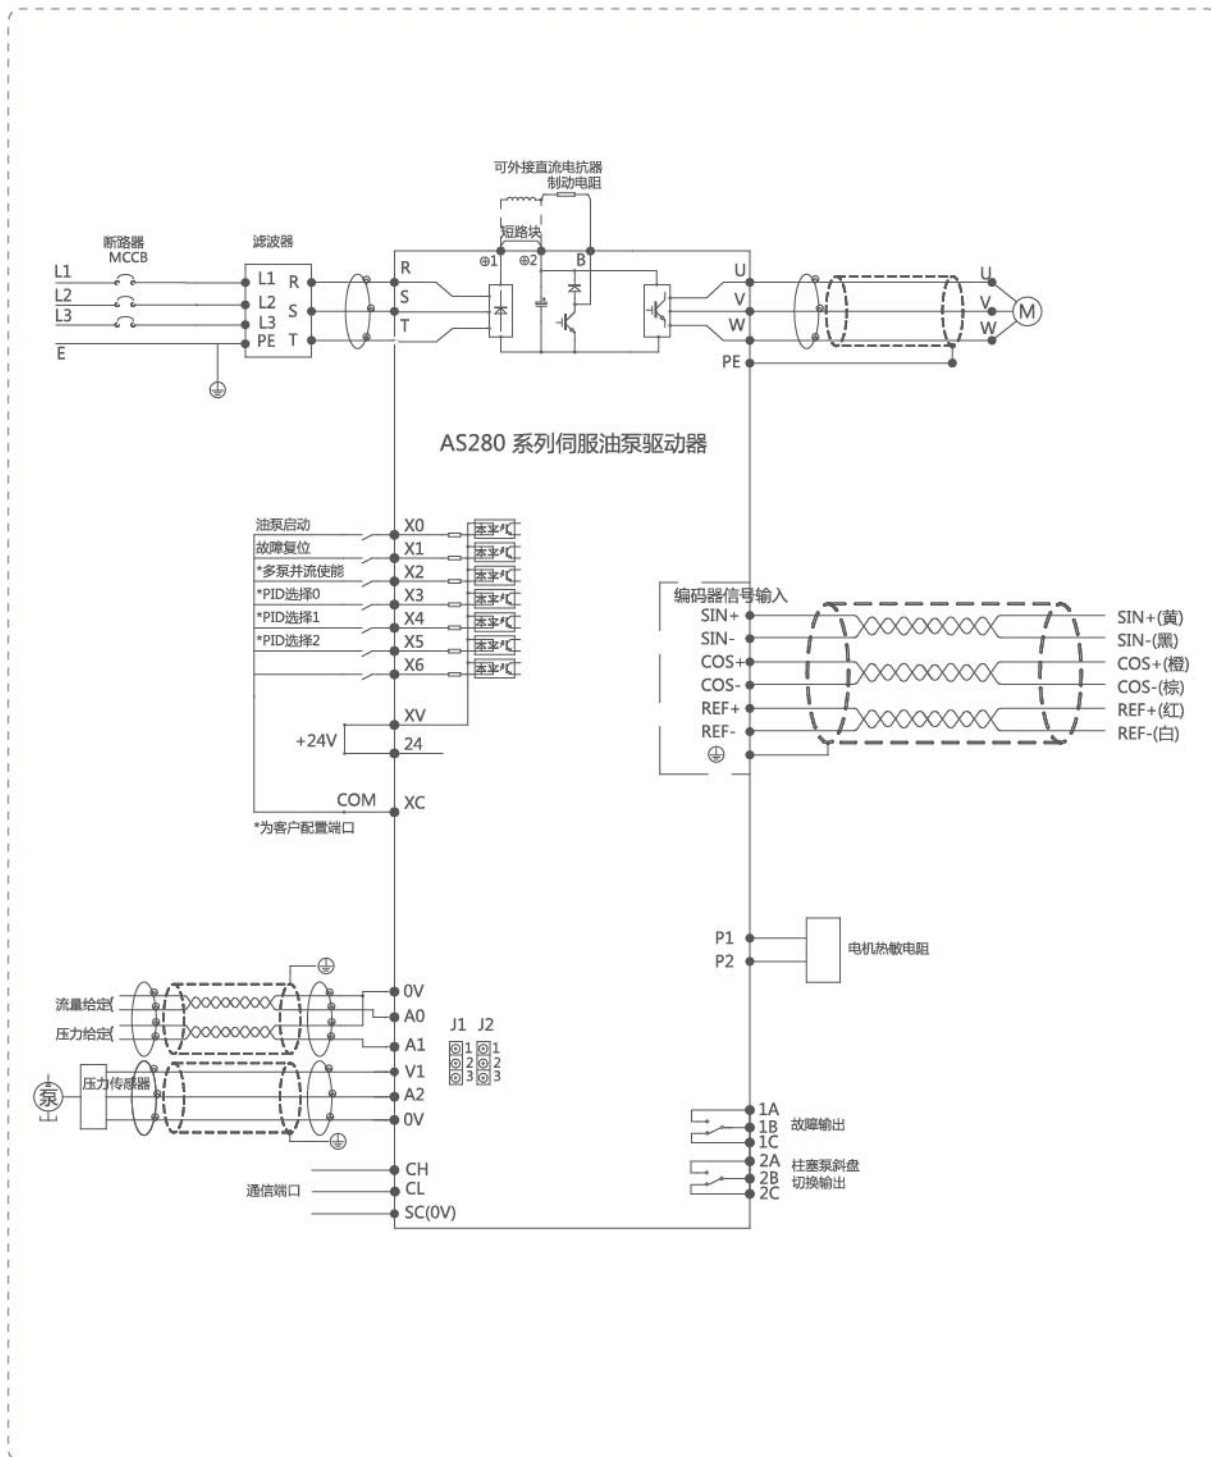 可外接直流电抗器
制动电阻
短路块
断路器
MCCB
滤波器
L1
L2
L3
E
L1 R
L2 S
L3
PE T
R
S
T
⊕1
⊕2
B
U
V
W
PE
U
V
W
M
AS280 系列伺服油泵驱动器
油泵启动
X0
故障复位
X1
*多泵并流使能
X2
*PID选择0
X3
*PID选择1
X4
*PID选择2
X5
X6
+24V
XV
24
COM
XC
*为客户配置端口
编码器信号输入
SIN+
SIN-
COS+
COS-
REF+
REF-
SIN+(黄)
SIN-(黑)
COS+(橙)
COS-(棕)
REF+(红)
REF-(白)
P1
P2
电机热敏电阻
流量给定(
压力给定(
0V
A0
A1
J1 J2
1 1
2 2
3 3
泵
压力传感器
V1
A2
0V
通信端口
CH
CL
SC(0V)
1A
1B
1C
故障输出
2A
2B
2C
柱塞泵斜盘
切换输出